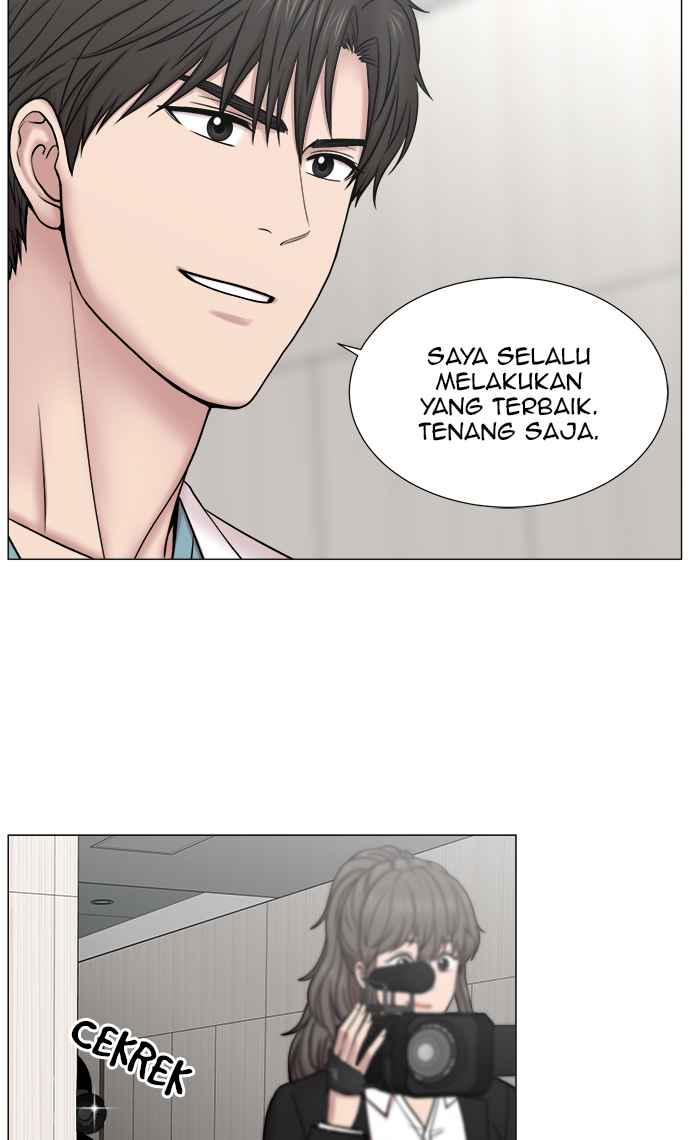 SAYA SELALU
MELAKUKAN
YANG TERBAIK.
TENANG SAJA.
CEKREK